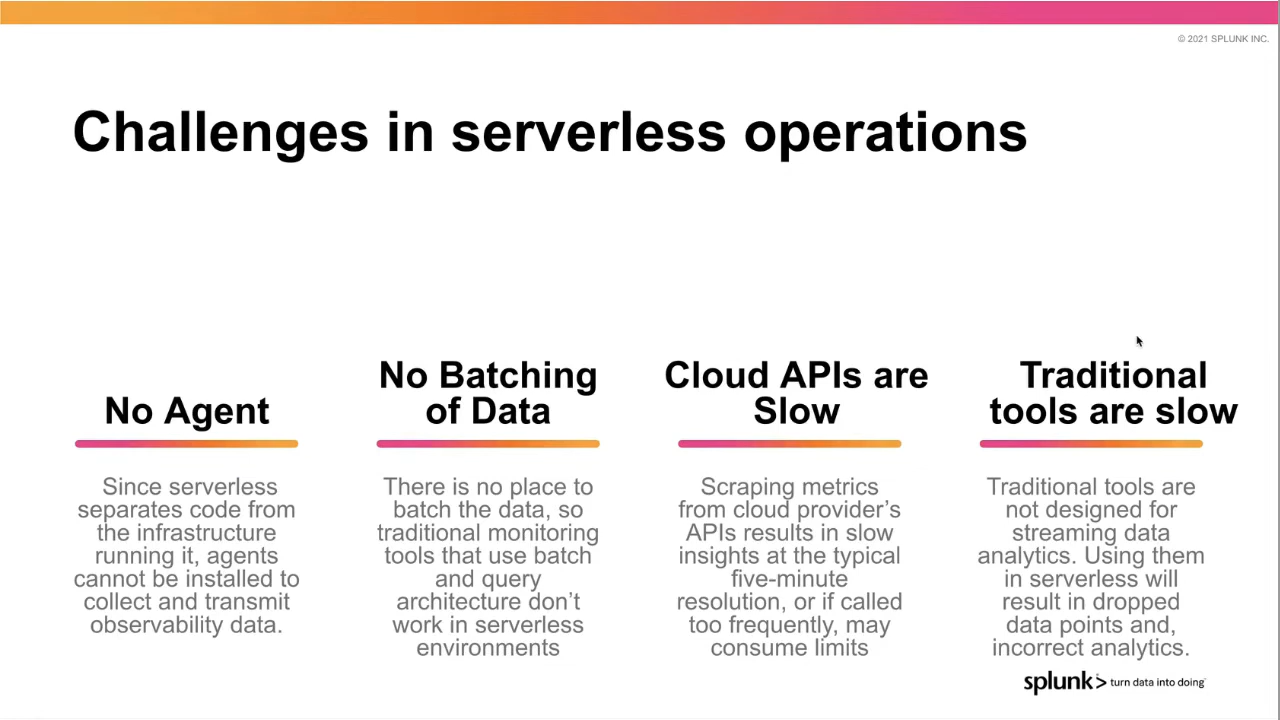 © 2021 SPLUNK INC.
Challenges in serverless operations
No Agent
Since serverless
separates code from
the infrastructure
running it, agents
cannot be installed to
collect and transmit
observability data.
No Batching
of Data
There is no place to
batch the data, so
traditional monitoring
tools that use batch
and query
architecture don’t
work in serverless
environments
Cloud APIs are
Slow
Scraping metrics
from cloud provider’s
APIs results in slow
insights at the typical
five-minute
resolution, or if called
too frequently, may
consume limits
Traditional
tools are slow
Traditional tools are
not designed for
streaming data
analytics. Using them
in serverless will
result in dropped
data points and,
incorrect analytics.
splunk> turn data into doing